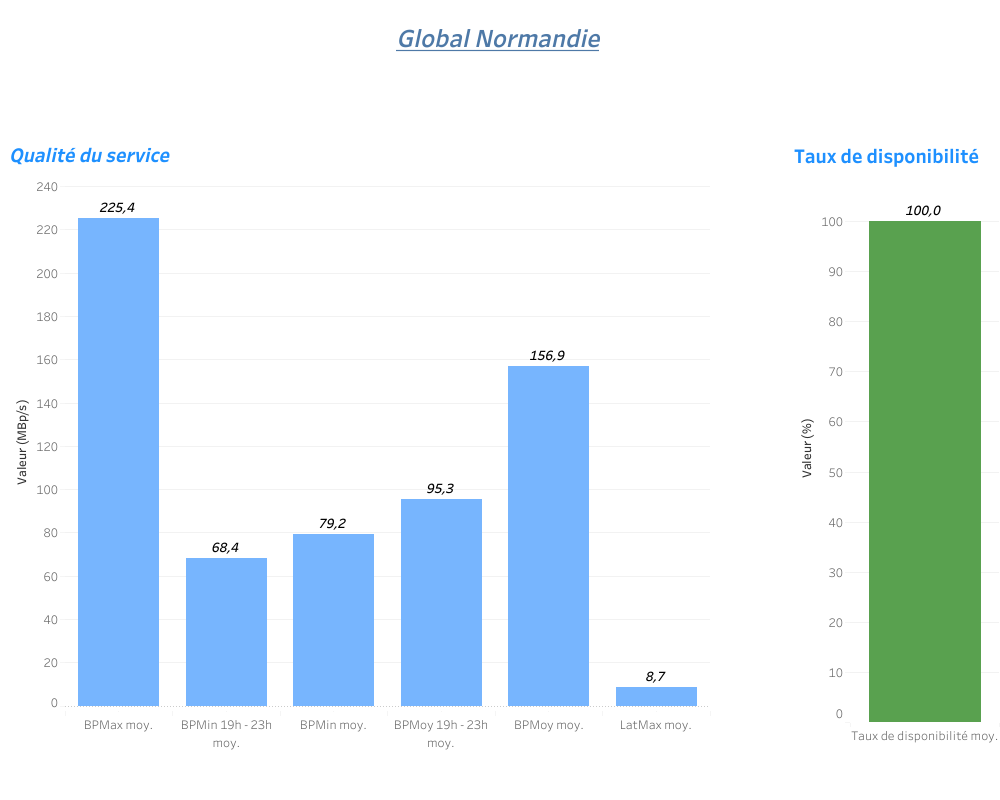 Global Normandie
Qualité du service
Taux de disponibilité
Valeur (MBp/s)
240
220
200
180
160
140
120
100
80
60
40
20
0
225,4
68,4
79,2
95,3
156,9
8,7
BPMax moy.
BPMin 19h - 23h
moy.
BPMin moy.
BPMoy 19h - 23h
moy.
BPMoy moy.
LatMax moy.
Valeur (%)
100
90
80
70
60
50
40
30
20
10
0
100,0
Taux de disponibilité moy.